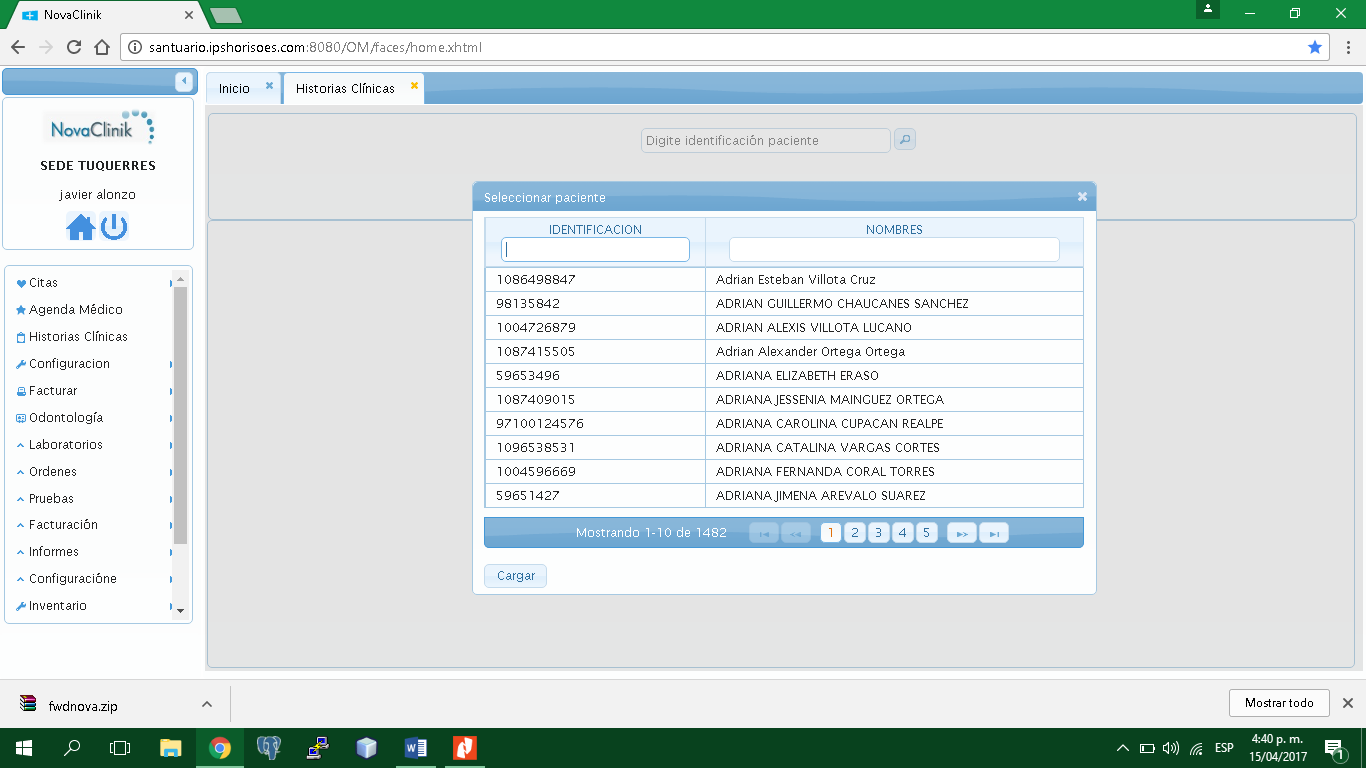 NovaClinik
santuario.ipshorisoes.com:8080/OM/faces/home.xhtml
Inicio
Historias Clínicas
NovaClinik
SEDE TUQUERRES
javier alonzo
Citas
Agenda Médico
Historias Clínicas
Configuracion
Facturar
Odontología
Laboratorios
Ordenes
Pruebas
Facturación
Informes
Configuracióne
Inventario
Digite identificación paciente
Seleccionar paciente
IDENTIFICACION NOMBRES
1086498847 Adrian Esteban Villota Cruz
98135842 ADRIAN GUILLERMO CHAUCANES SANCHEZ
1004726879 ADRIAN ALEXIS VILLOTA LUCANO
1087415505 Adrian Alexander Ortega Ortega
59653496 ADRIANA ELIZABETH ERASO
1087409015 ADRIANA JESSENIA MAINGUEZ ORTEGA
97100124576 ADRIANA CAROLINA CUPACAN REALPE
1096538531 ADRIANA CATALINA VARGAS CORTES
1004596669 ADRIANA FERNANDA CORAL TORRES
59651427 ADRIANA JIMENA AREVALO SUAREZ
Mostrando 1-10 de 1482 1 2 3 4 5
Cargar
fwdnova.zip
Mostrar todo
ESP
4:40 p. m.
15/04/2017
1